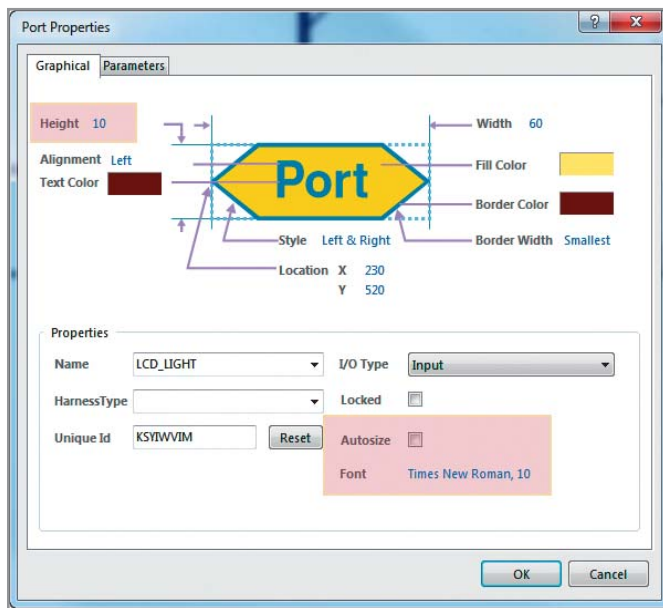 Port Properties
Graphical Parameters
Height 10
Width 60
Alignment Left
Fill Color
Text Color
Port
Border Color
Style Left & Right
Border Width Smallest
Location X 230
Y 520
Properties
Name LCD_LIGHT
I/O Type Input
HarnessType
Locked
Unique Id KSYIWVIM Reset
Autosize
Font Times New Roman, 10
OK Cancel